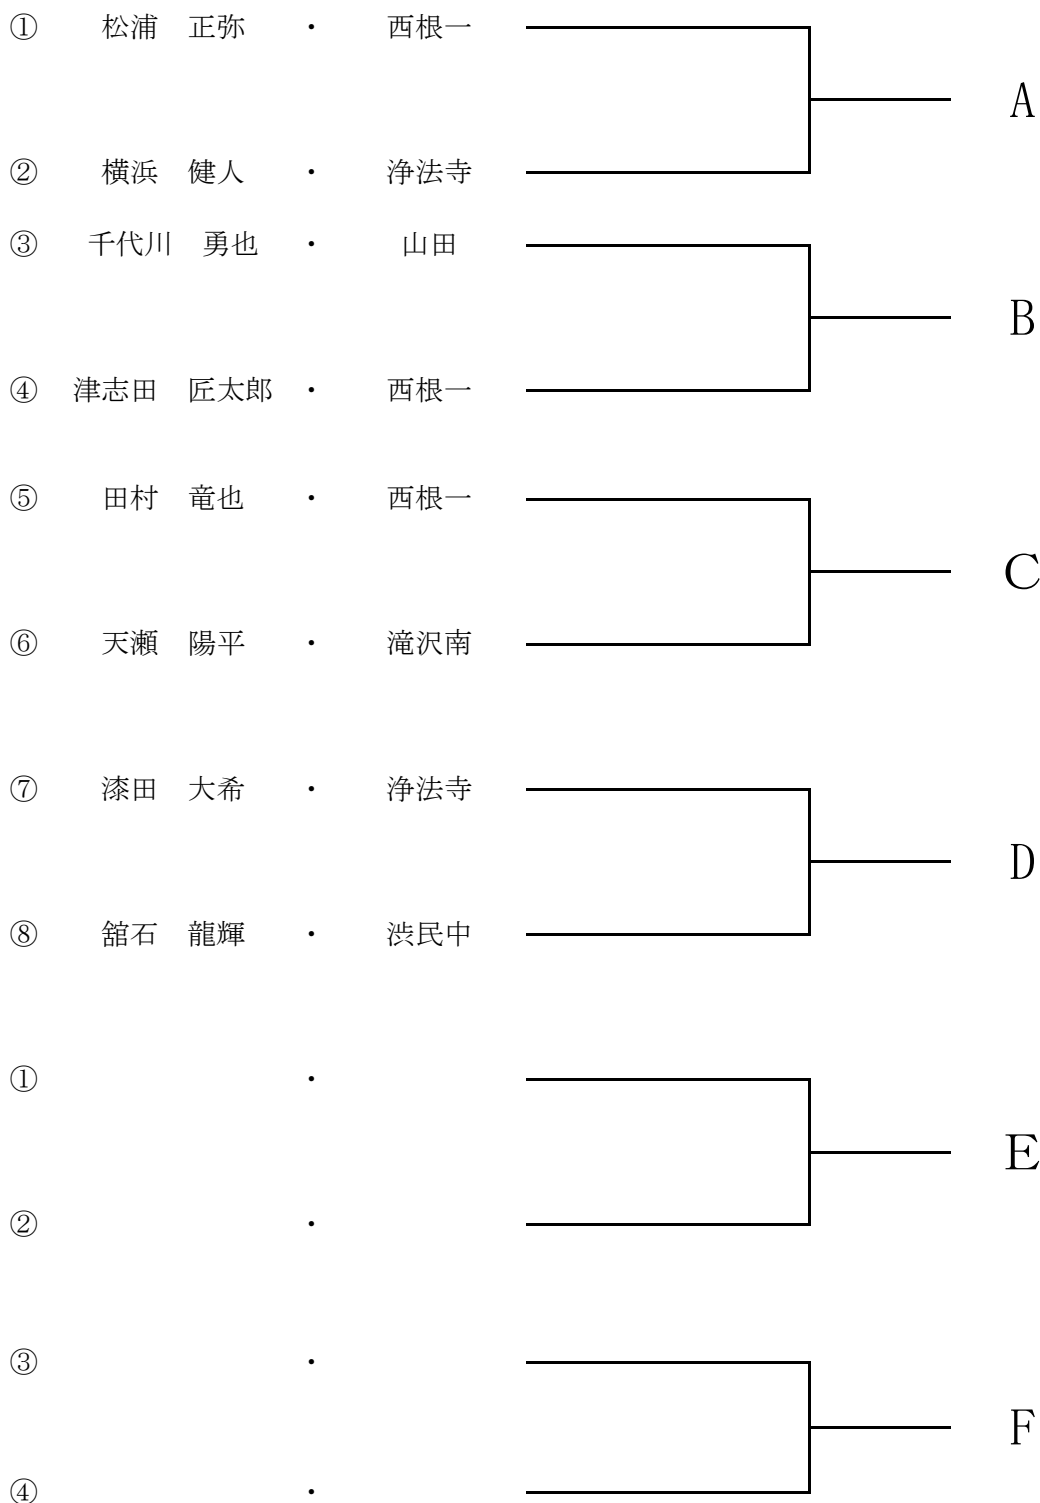 ① 松浦 正弥 ・ 西根一
A
② 横浜 健人 ・ 浄法寺
③ 千代川 勇也 ・ 山田
B
④ 津志田 匠太郎 ・ 西根一
⑤ 田村 竜也 ・ 西根一
C
⑥ 天瀬 陽平 ・ 滝沢南
⑦ 漆田 大希 ・ 浄法寺
D
⑧ 舘石 龍輝 ・ 渋民中
① ・
E
② ・
③ ・
F
④ ・